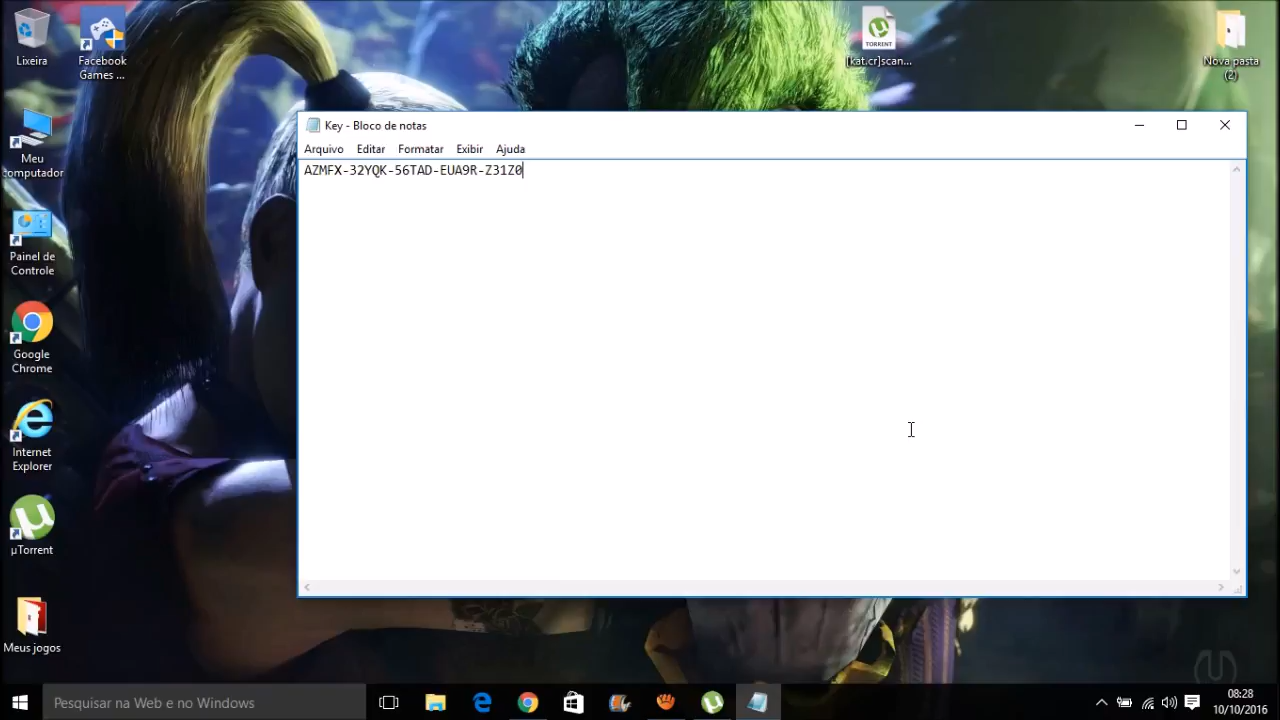 Lixeira
Facebook
Games ...
TORRENT
[kat.cr]scan...
Nova pasta
(2)
Meu
computador
Key - Bloco de notas
Arquivo Editar Formatar Exibir Ajuda
AZMFX-32YQK-56TAD-EUA9R-Z31Z0
Painel de
Controle
Google
Chrome
Internet
Explorer
µTorrent
Meus jogos
Pesquisar na Web e no Windows
08:28
10/10/2016